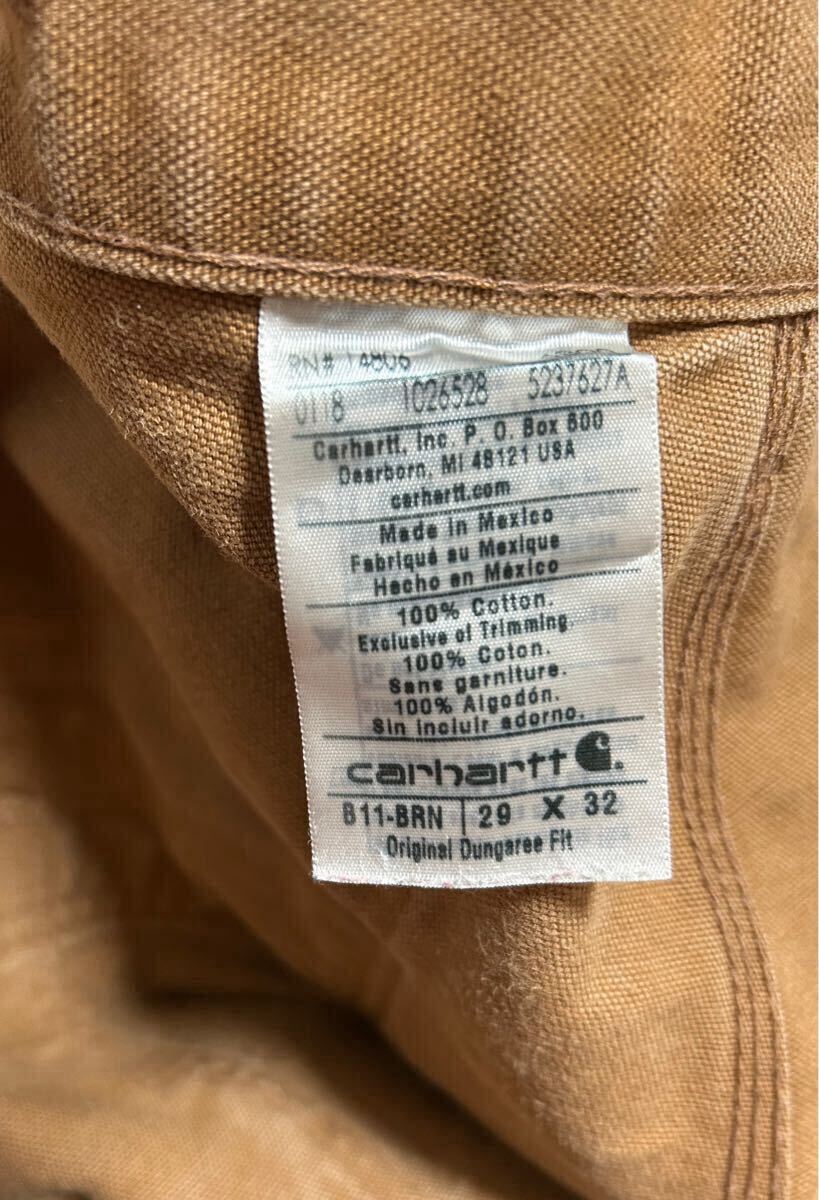 RN# 14806
0118 1026528 5237627A
Carhartt, Inc. P. O. Box 600
Dearborn, MI 48121 USA
carhartt.com
Made in Mexico
Fabriqué au Mexique
Hecho en México
100% Cotton.
Exclusive of Trimming.
100% Coton.
Sans garniture.
100% Algodón.
Sin incluir adorno.
carhartt
B11-BRN 29 X 32
Original Dungaree Fit